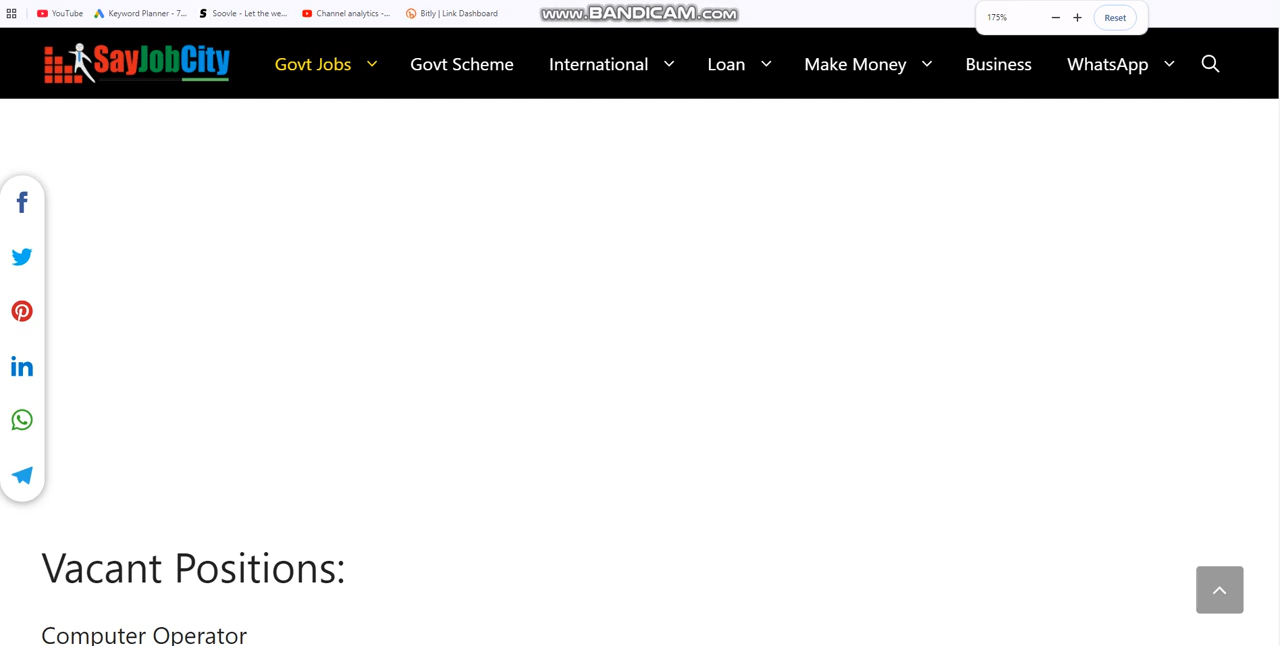 YouTube Keyword Planner - 7... Soovle - Let the we... Channel analytics -... Bitly | Link Dashboard www.BANDICAM.com 175% Reset
SayJobCity Govt Jobs Govt Scheme International Loan Make Money Business WhatsApp
Vacant Positions:
Computer Operator